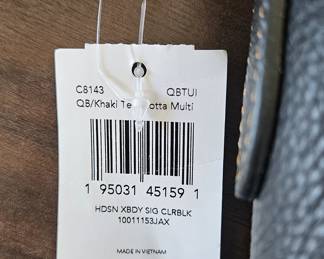 C8143 QBTUI
QB/Khaki Terracotta Multi
1 95031 45159 1
HDSN XBDY SIG CLRBLK
10011153JAX
MADE IN VIETNAM